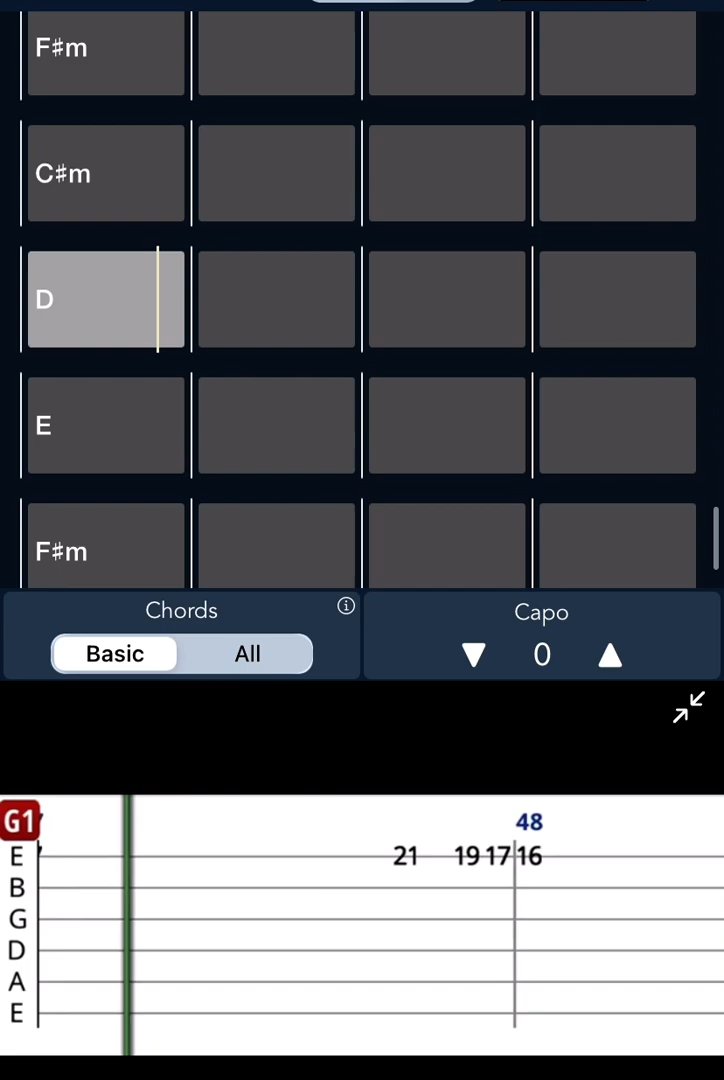 F♯m
C♯m
D
E
F♯m
Chords ⓘ
Capo
Basic All
▼ 0 ▲
G1 48
E 21 19 17 16
B
G
D
A
E